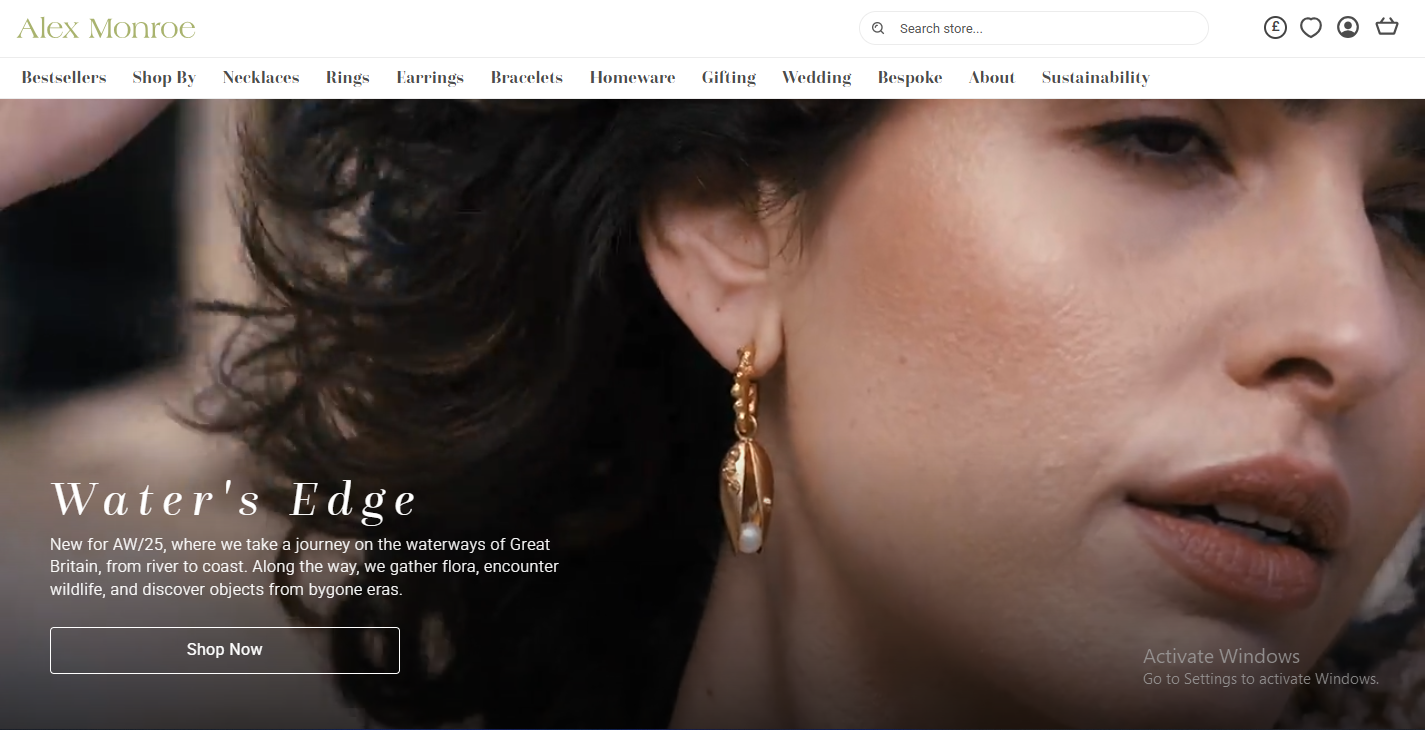 Alex Monroe
Search store...
£
Bestsellers Shop By Necklaces Rings Earrings Bracelets Homeware Gifting Wedding Bespoke About Sustainability
Water's Edge
New for AW/25, where we take a journey on the waterways of Great
Britain, from river to coast. Along the way, we gather flora, encounter
wildlife, and discover objects from bygone eras.
Shop Now
Activate Windows
Go to Settings to activate Windows.